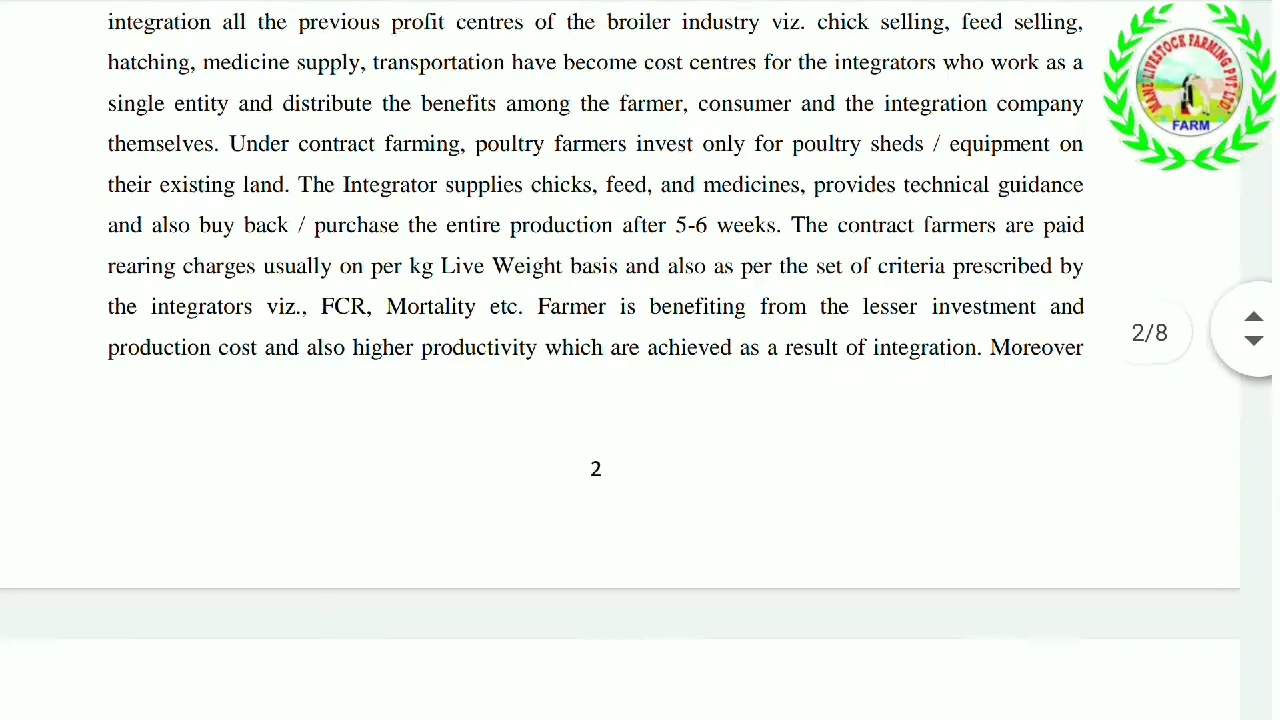 integration all the previous profit centres of the broiler industry viz. chick selling, feed selling,
hatching, medicine supply, transportation have become cost centres for the integrators who work as a
single entity and distribute the benefits among the farmer, consumer and the integration company
themselves. Under contract farming, poultry farmers invest only for poultry sheds / equipment on
their existing land. The Integrator supplies chicks, feed, and medicines, provides technical guidance
and also buy back / purchase the entire production after 5-6 weeks. The contract farmers are paid
rearing charges usually on per kg Live Weight basis and also as per the set of criteria prescribed by
the integrators viz., FCR, Mortality etc. Farmer is benefiting from the lesser investment and
production cost and also higher productivity which are achieved as a result of integration. Moreover
2
MANE LIVESTOCK FARMING PVT LTD.
FARM
2/8